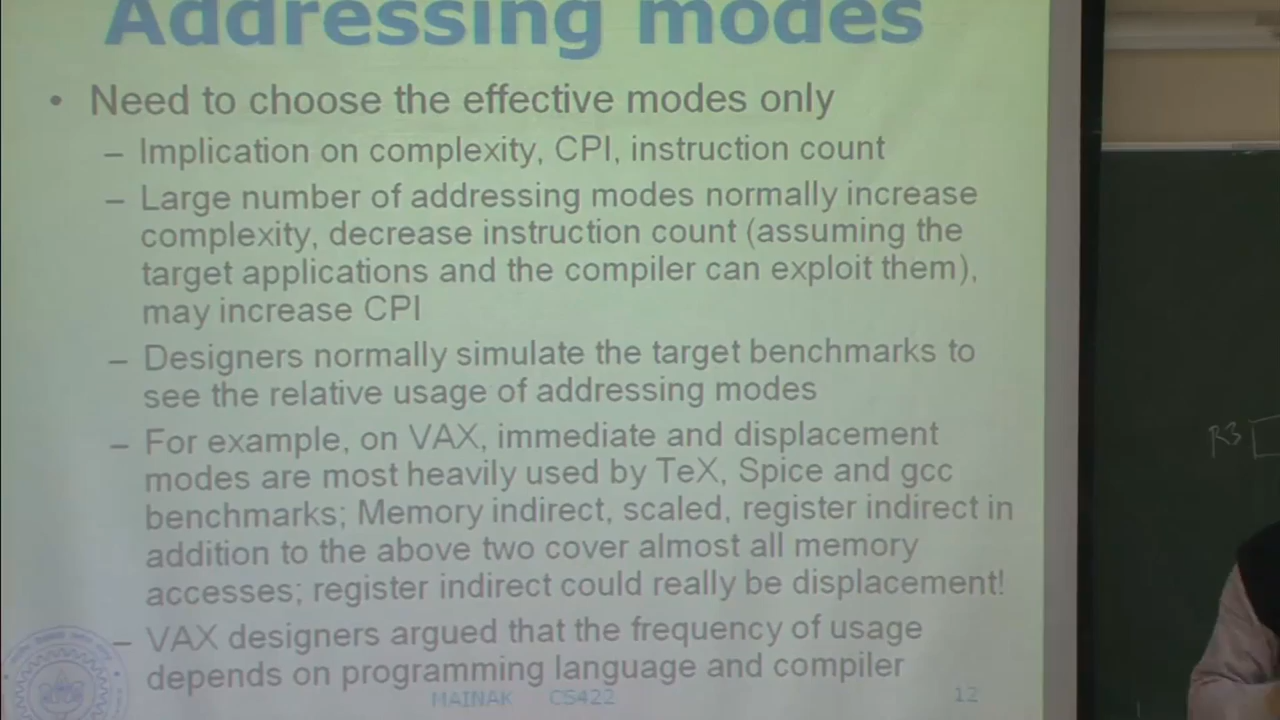 Addressing modes
• Need to choose the effective modes only
– Implication on complexity, CPI, instruction count
– Large number of addressing modes normally increase
complexity, decrease instruction count (assuming the
target applications and the compiler can exploit them),
may increase CPI
– Designers normally simulate the target benchmarks to
see the relative usage of addressing modes
– For example, on VAX, immediate and displacement
modes are most heavily used by TeX, Spice and gcc
benchmarks; Memory indirect, scaled, register indirect in
addition to the above two cover almost all memory
accesses; register indirect could really be displacement!
– VAX designers argued that the frequency of usage
depends on programming language and compiler
MAINAK CS422
12
R3